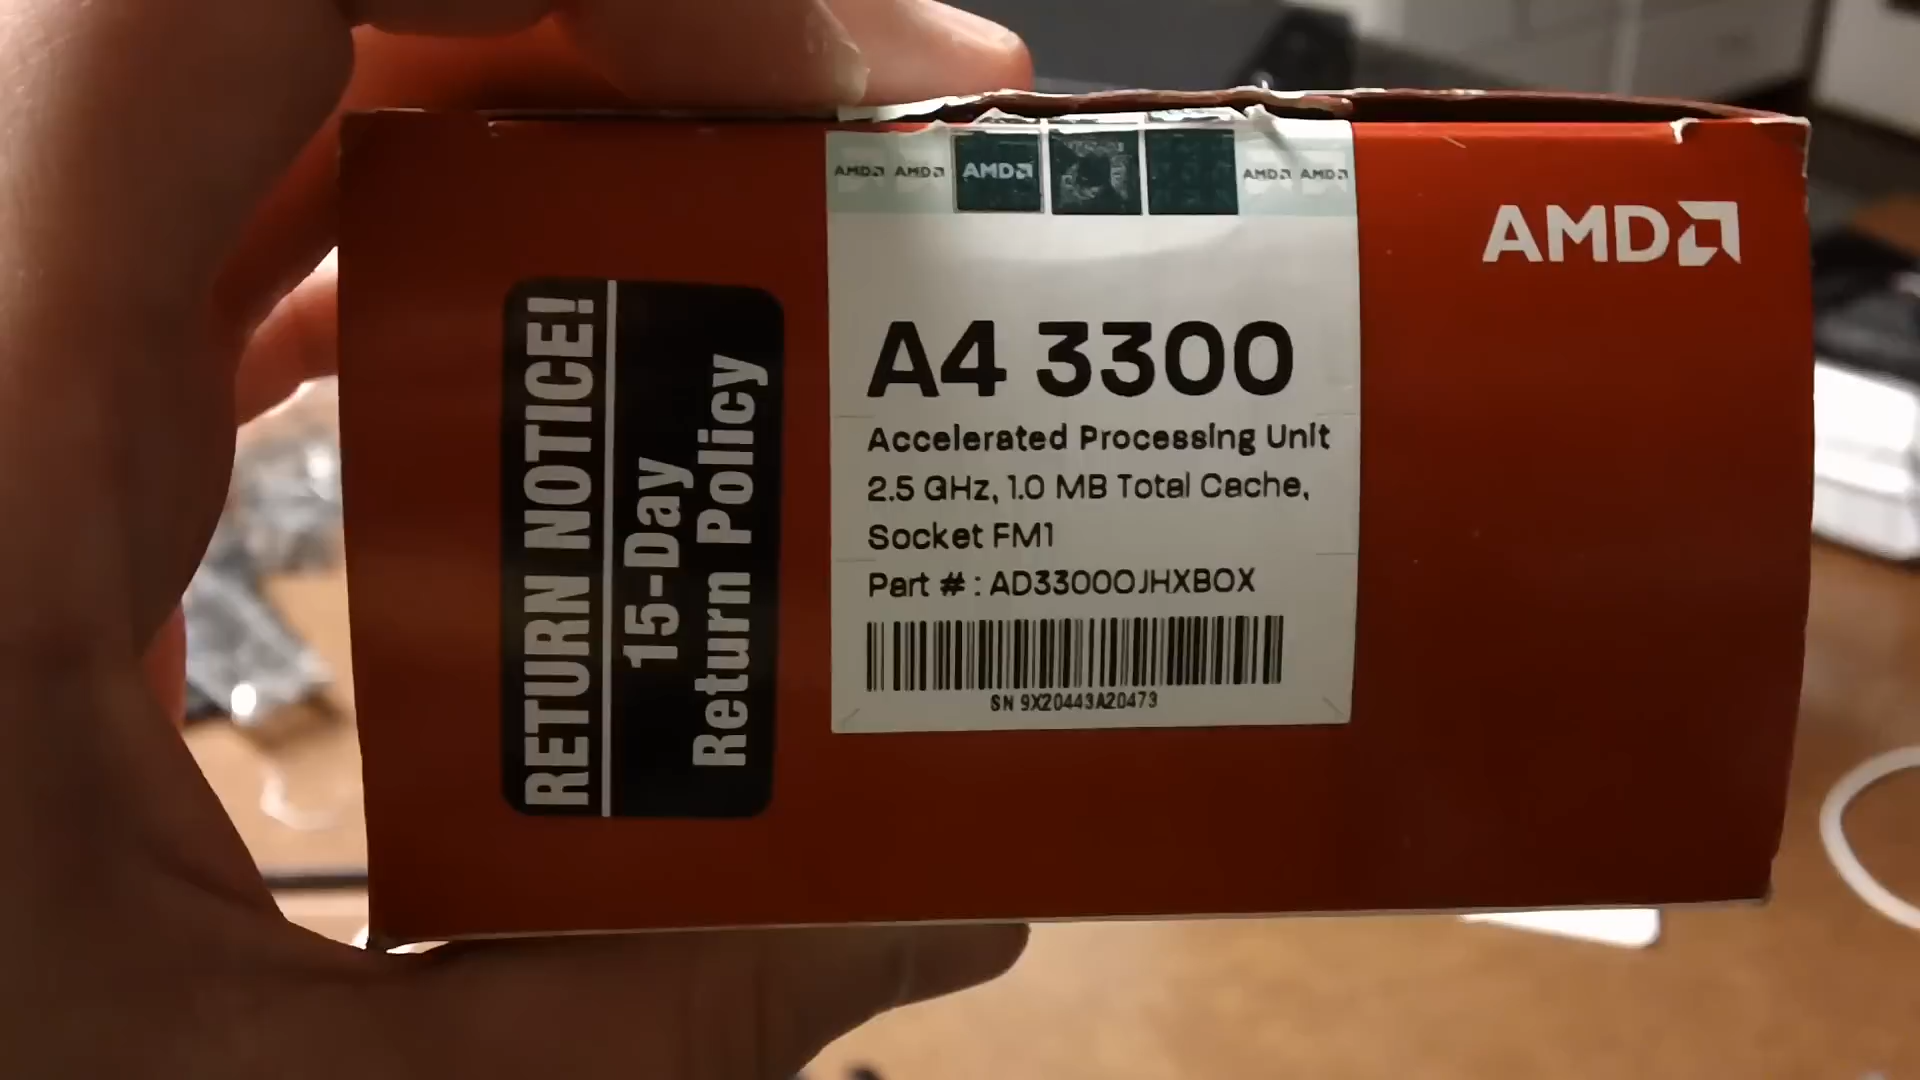 AMD AMD AMD AMD AMD
AMD
A4 3300
Accelerated Processing Unit
2.5 GHz, 1.0 MB Total Cache,
Socket FM1
Part # : AD3300OJHXBOX
SN 9X20443A20473
RETURN NOTICE!
15-Day
Return Policy